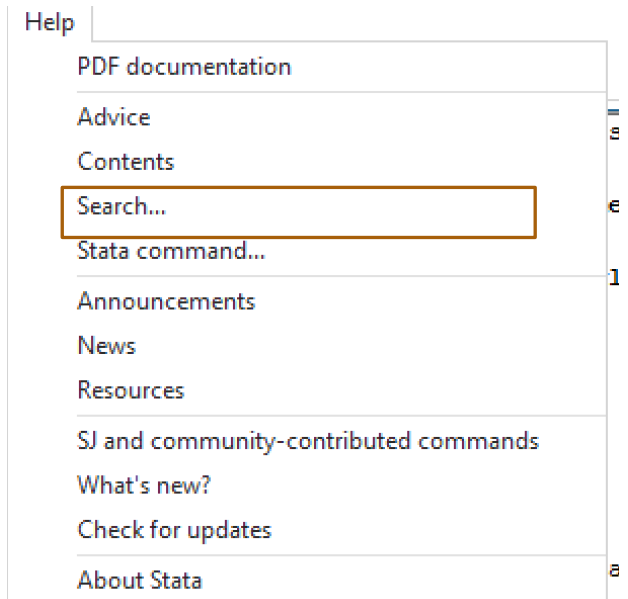 Help
PDF documentation
Advice
Contents
Search...
Stata command...
Announcements
News
Resources
SJ and community-contributed commands
What's new?
Check for updates
About Stata